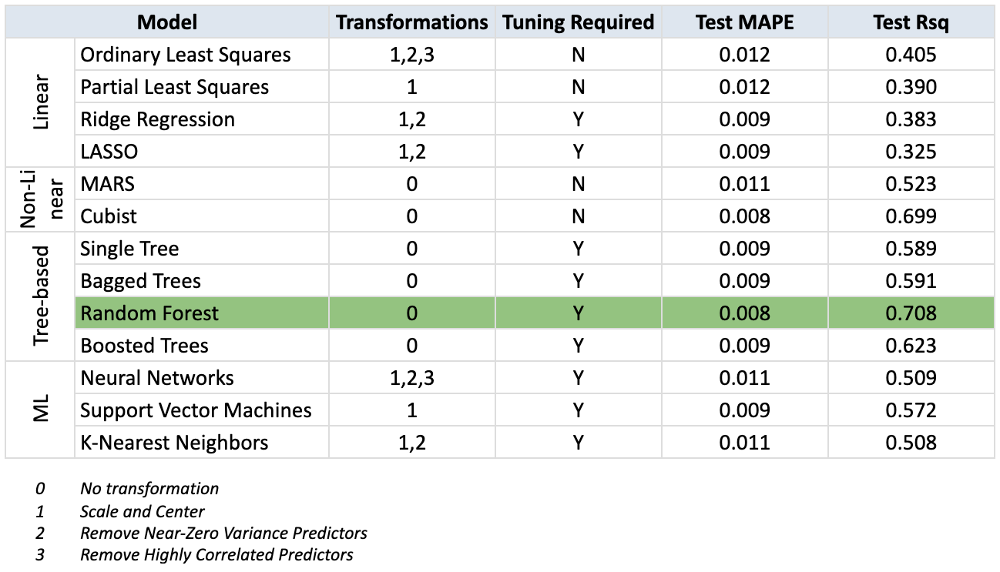 Model Transformations Tuning Required Test MAPE Test Rsq
Linear
Ordinary Least Squares 1,2,3 N 0.012 0.405
Partial Least Squares 1 N 0.012 0.390
Ridge Regression 1,2 Y 0.009 0.383
LASSO 1,2 Y 0.009 0.325
Non-Li
near
MARS 0 N 0.011 0.523
Cubist 0 N 0.008 0.699
Tree-based
Single Tree 0 Y 0.009 0.589
Bagged Trees 0 Y 0.009 0.591
Random Forest 0 Y 0.008 0.708
Boosted Trees 0 Y 0.009 0.623
ML
Neural Networks 1,2,3 Y 0.011 0.509
Support Vector Machines 1 Y 0.009 0.572
K-Nearest Neighbors 1,2 Y 0.011 0.508
0 No transformation
1 Scale and Center
2 Remove Near-Zero Variance Predictors
3 Remove Highly Correlated Predictors